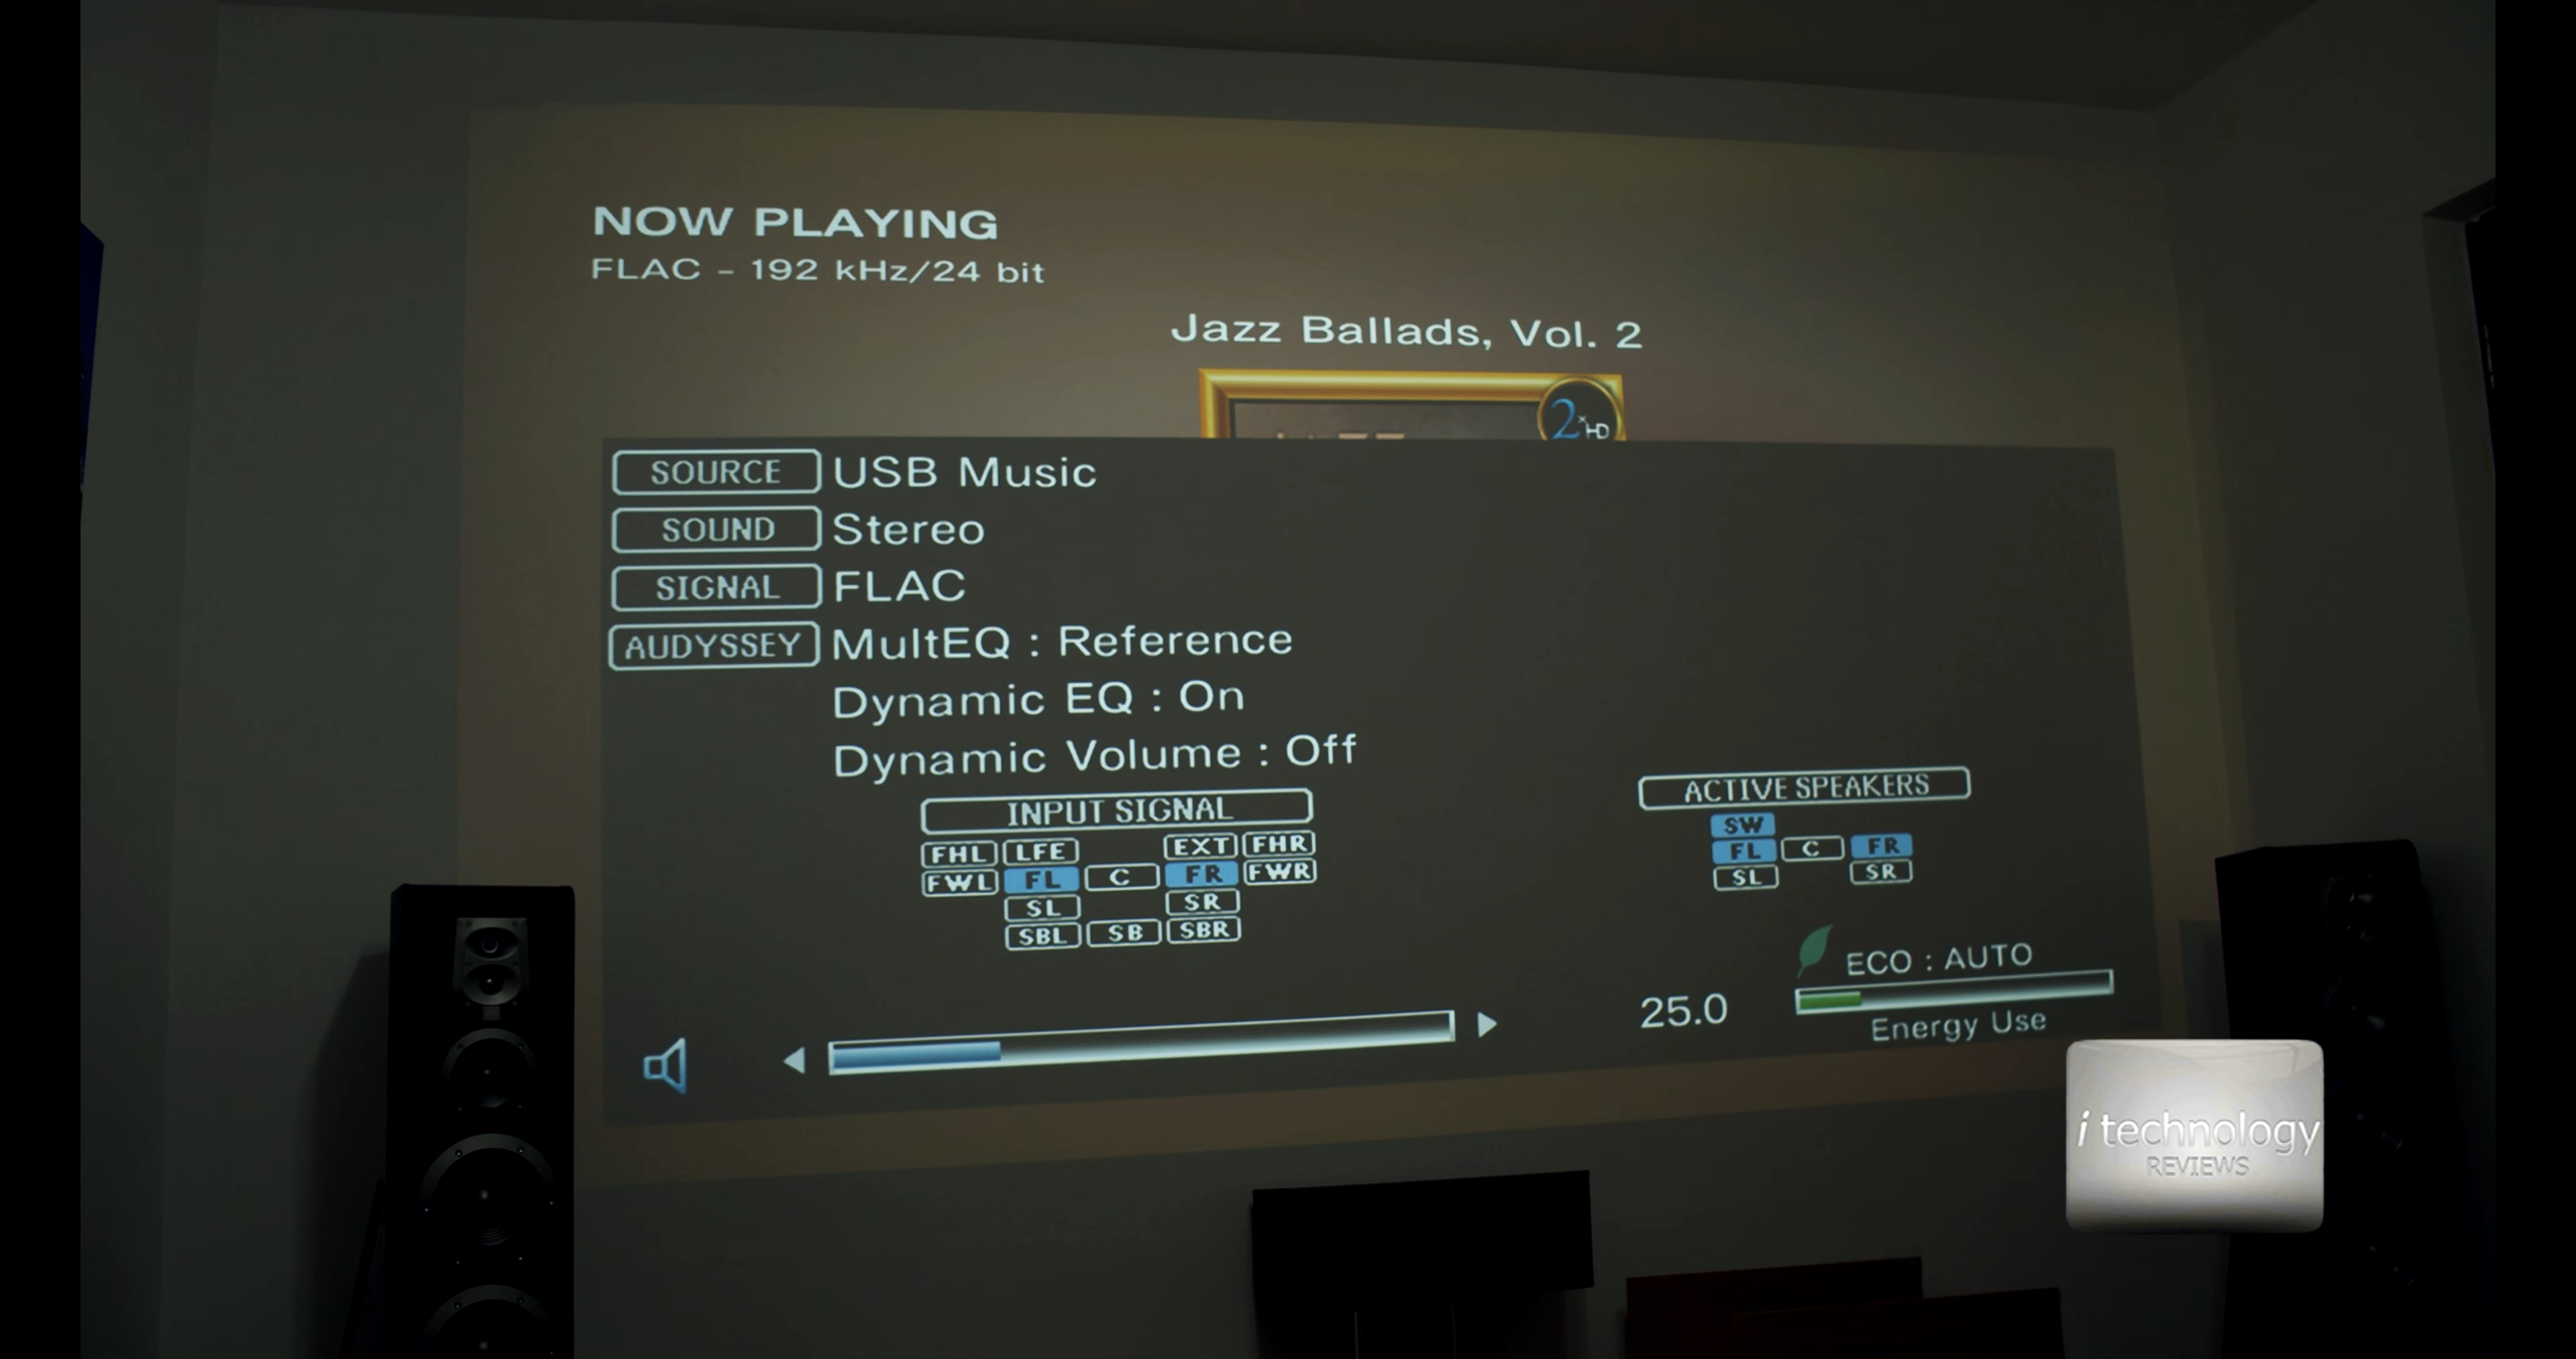 NOW PLAYING
FLAC - 192 kHz/24 bit
Jazz Ballads, Vol. 2
2xHD
SOURCE USB Music
SOUND Stereo
SIGNAL FLAC
AUDYSSEY MultEQ : Reference
Dynamic EQ : On
Dynamic Volume : Off
INPUT SIGNAL
FHL LFE EXT FHR
FWL FL C FR FWR
SL SR
SBL SB SBR
ACTIVE SPEAKERS
SW
FL C FR
SL SR
ECO : AUTO
25.0
Energy Use
i technology
REVIEWS